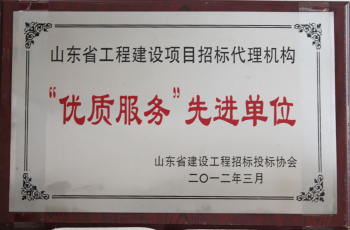 山东省工程建设项目招标代理机构
“优质服务”先进单位
山东省建设工程招标投标协会
二〇一二年三月